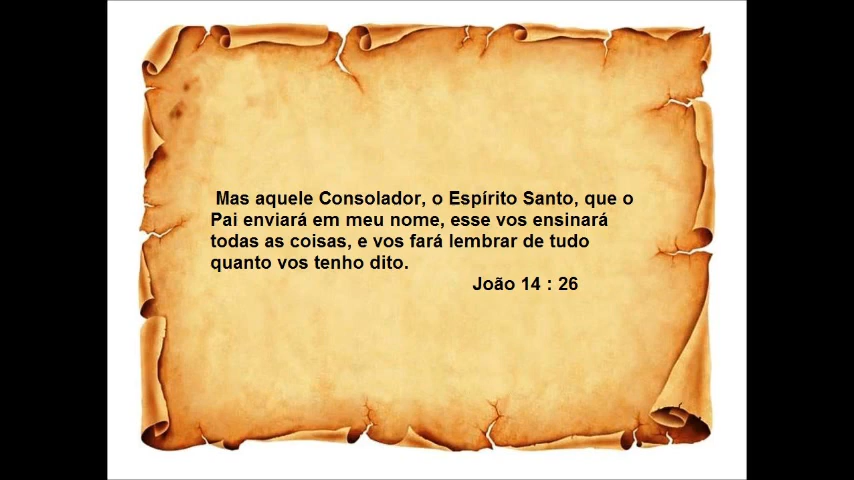 Mas aquele Consolador, o Espírito Santo, que o
Pai enviará em meu nome, esse vos ensinará
todas as coisas, e vos fará lembrar de tudo
quanto vos tenho dito.
João 14 : 26